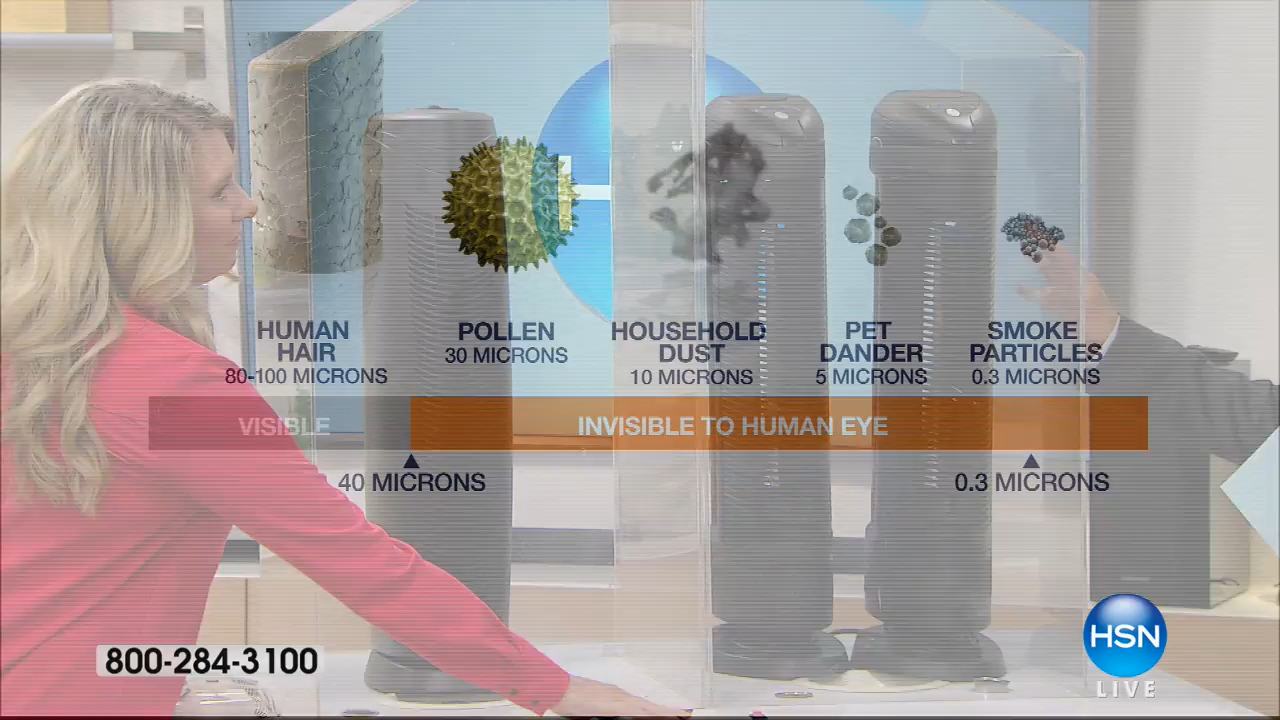 HUMAN
HAIR
80-100 MICRONS
POLLEN
30 MICRONS
HOUSEHOLD
DUST
10 MICRONS
PET
DANDER
5 MICRONS
SMOKE
PARTICLES
0.3 MICRONS
VISIBLE
INVISIBLE TO HUMAN EYE
40 MICRONS
0.3 MICRONS
800-284-3100
HSN
LIVE